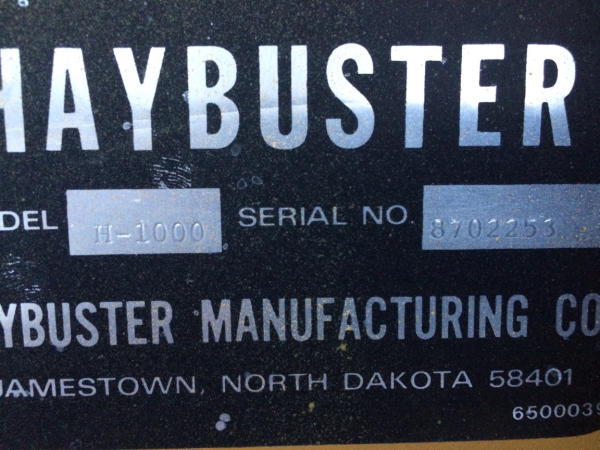 HAYBUSTER
DEL H-1000 SERIAL NO. 8702253
YBUSTER MANUFACTURING CO
JAMESTOWN, NORTH DAKOTA 58401
6500039